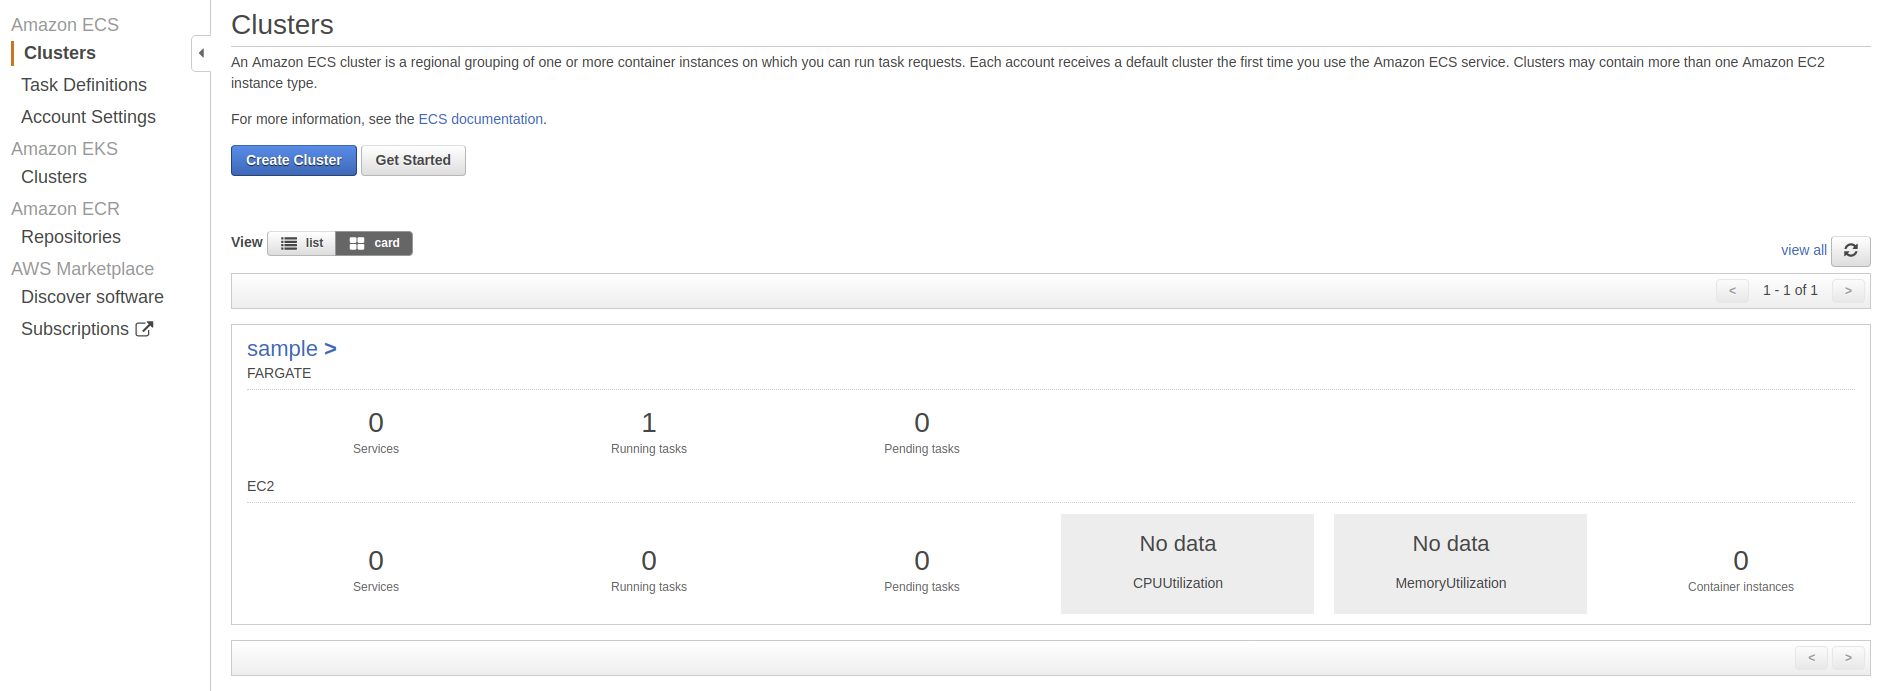 Amazon ECS
Clusters
Task Definitions
Account Settings
Amazon EKS
Clusters
Amazon ECR
Repositories
AWS Marketplace
Discover software
Subscriptions
Clusters
An Amazon ECS cluster is a regional grouping of one or more container instances on which you can run task requests. Each account receives a default cluster the first time you use the Amazon ECS service. Clusters may contain more than one Amazon EC2
instance type.
For more information, see the ECS documentation.
Create Cluster Get Started
View list card
view all
< 1 - 1 of 1 >
sample >
FARGATE
0 1 0
Services Running tasks Pending tasks
EC2
No data No data
0 0 0 0
CPUUtilization MemoryUtilization
Services Running tasks Pending tasks Container instances
< >